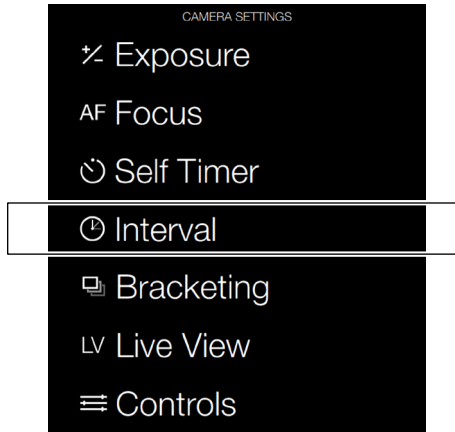 CAMERA SETTINGS
Exposure
AF Focus
Self Timer
Interval
Bracketing
LV Live View
Controls